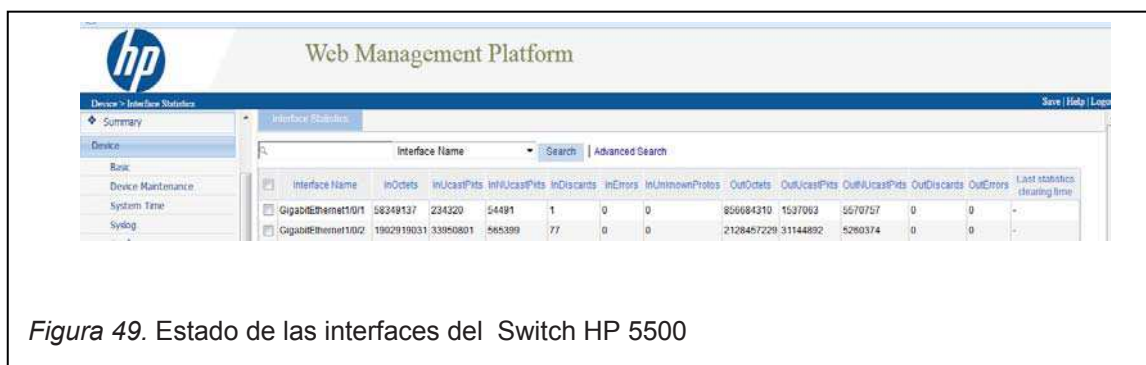 hp
Web Management Platform
Device > Interface Statistics
Save | Help | Logo
Summary
Device
Basic
Device Maintenance
System Time
Syslog
Interface Statistics
Interface Name
Search | Advanced Search
Interface Name InOctets InUcastPkts InNUcastPkts InDiscards InErrors InUnknownProtos OutOctets OutUcastPkts OutNUcastPkts OutDiscards OutErrors Last statistics clearing time
GigabitEthernet1/0/1 58349137 234320 54491 1 0 0 856684310 1537063 5570757 0 0 -
GigabitEthernet1/0/2 1902919031 33950801 565399 77 0 0 2128457229 31144892 5260374 0 0 -
Figura 49. Estado de las interfaces del Switch HP 5500